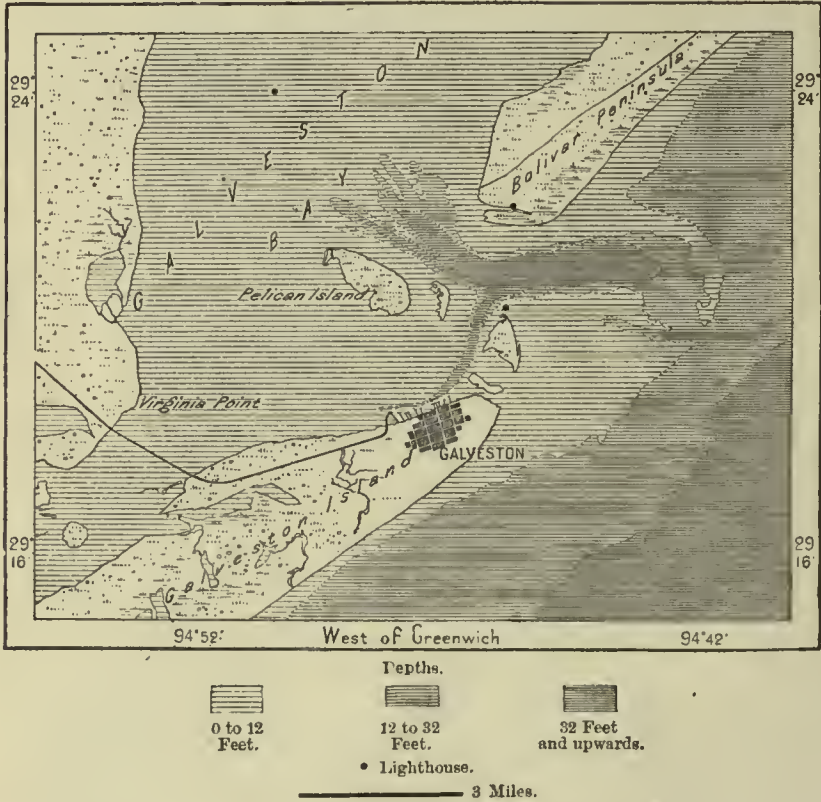 29°
24'
29°
24'
GALVESTON
BAY
Bolivar Peninsula
Pelican Island
Virginia Point
GALVESTON
Galveston Island
29
16'
29
16'
94°52'
West of Greenwich
94°42'
Depths.
0 to 12
Feet.
12 to 32
Feet.
32 Feet
and upwards.
• Lighthouse.
3 Miles.